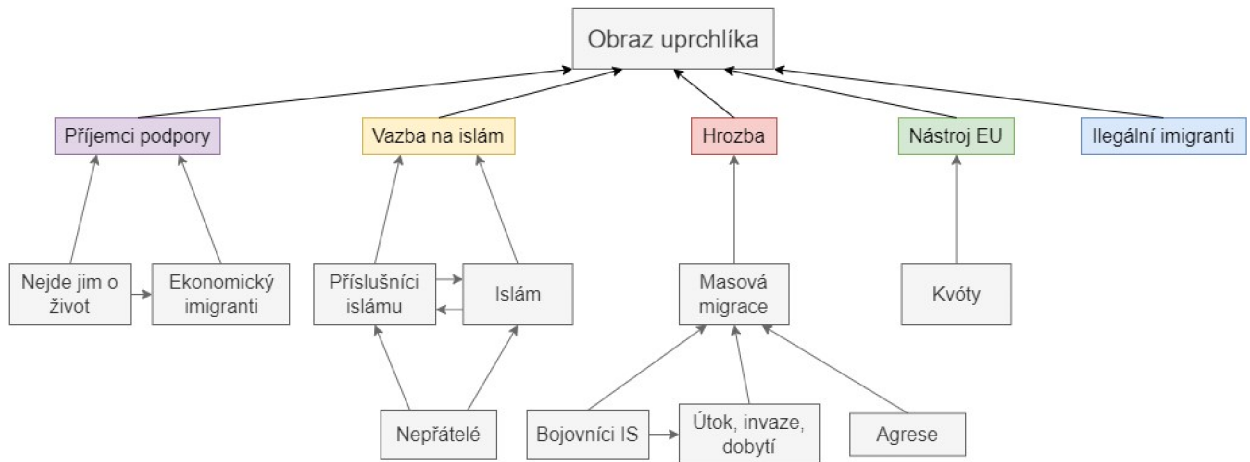 Obraz uprchlíka
Příjemci podpory
Vazba na islám
Hrozba
Nástroj EU
Ilegální imigranti
Nejde jim o
život
Ekonomický
imigranti
Příslušníci
islámu
Islám
Masová
migrace
Kvóty
Nepřátelé
Bojovníci IS
Útok, invaze,
dobytí
Agrese